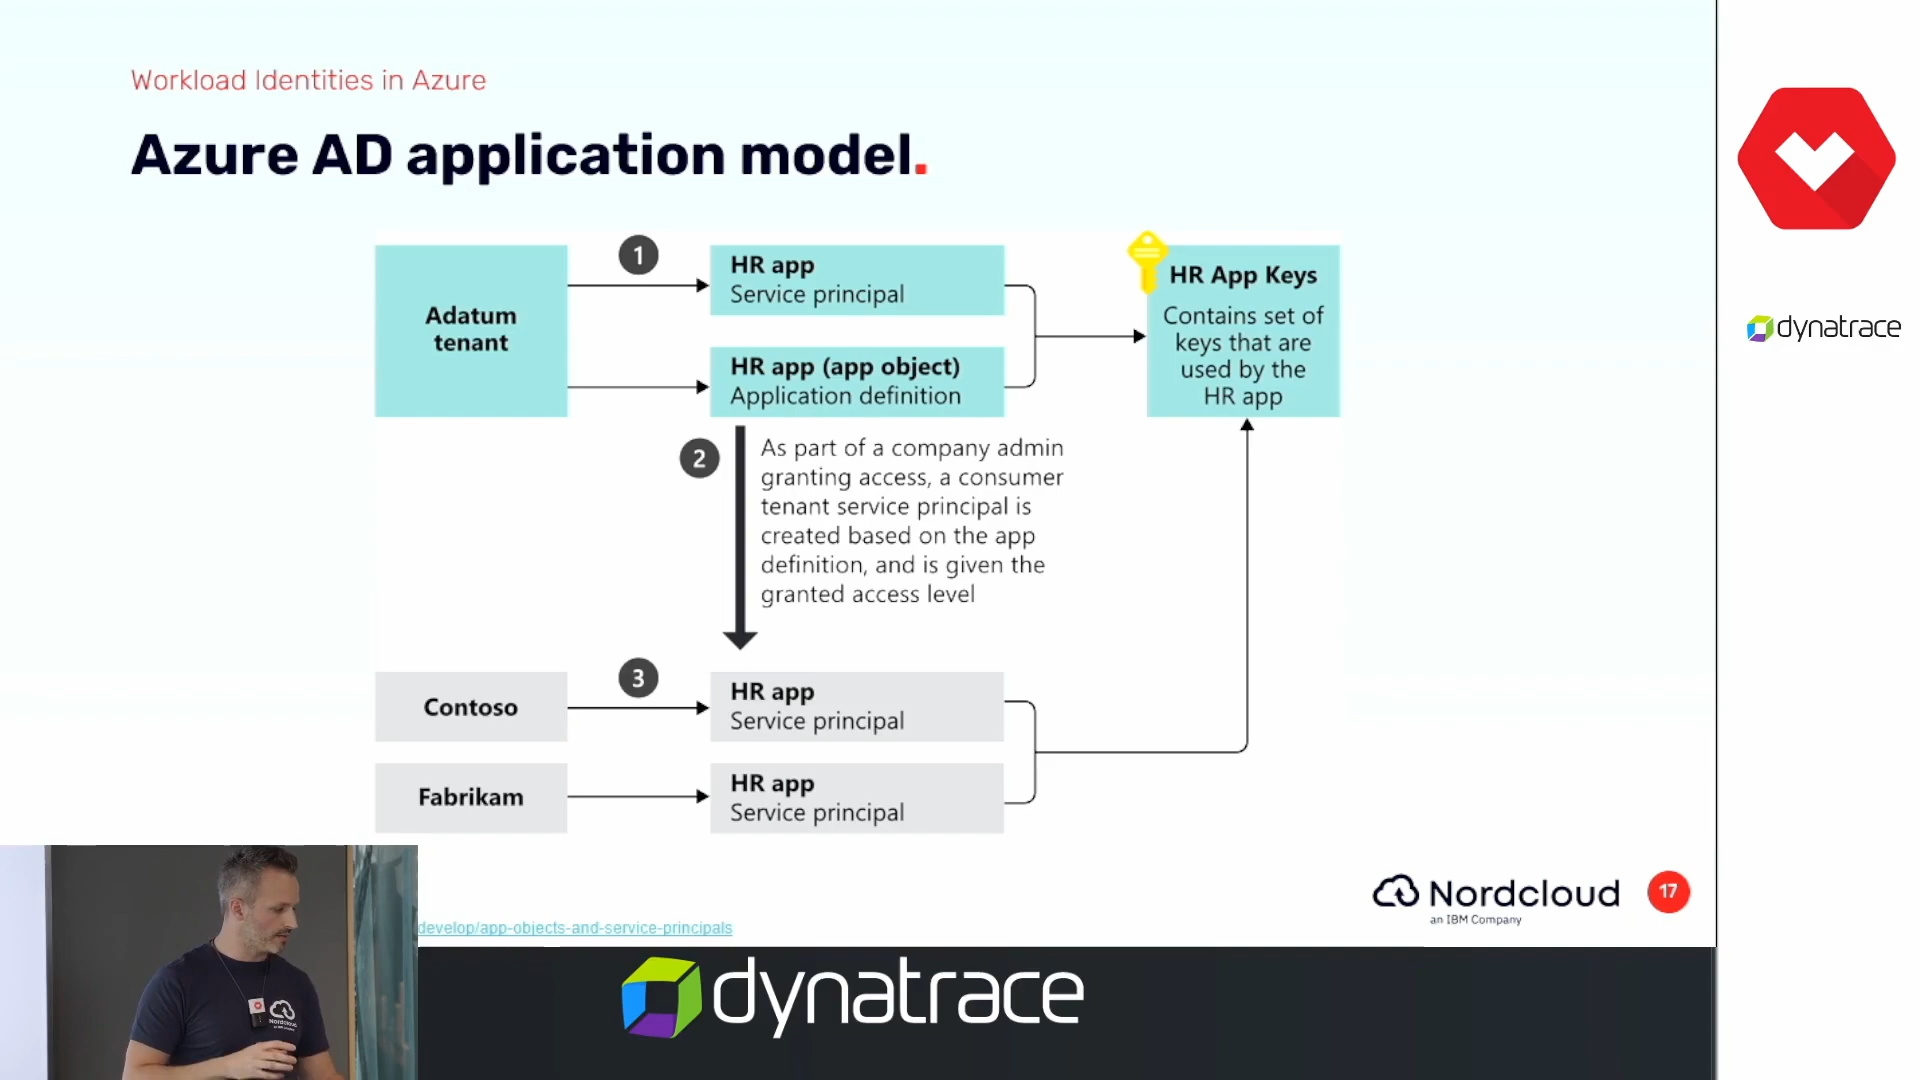 Workload Identities in Azure
Azure AD application model.
1
HR app
Service principal
Adatum
tenant
HR app (app object)
Application definition
HR App Keys
Contains set of
keys that are
used by the
HR app
2
As part of a company admin
granting access, a consumer
tenant service principal is
created based on the app
definition, and is given the
granted access level
3
Contoso
HR app
Service principal
Fabrikam
HR app
Service principal
develop/app-objects-and-service-principals
Nordcloud
an IBM Company
17
dynatrace
dynatrace
Nordcloud